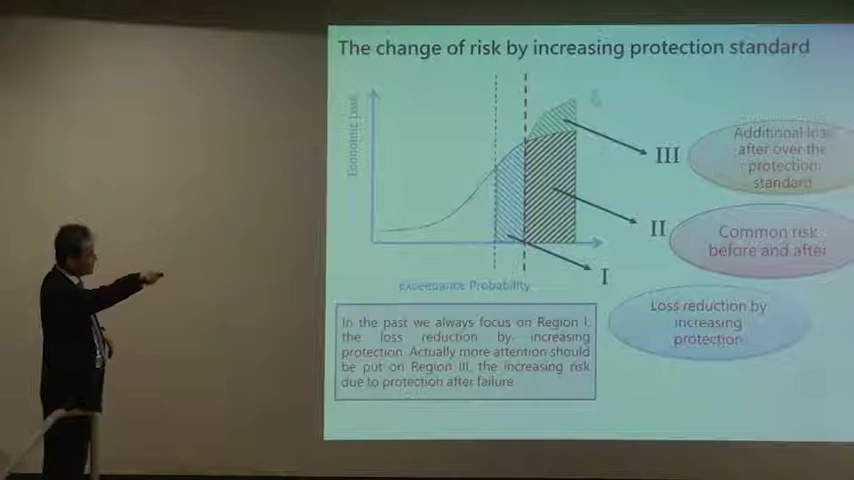 The change of risk by increasing protection standard
Economic Loss
III
Additional loss
after over the
protection
standard
II
Common risk
before and after
I
Exceedance Probability
Loss reduction by
increasing
protection
In the past we always focus on Region I,
the loss reduction by increasing
protection. Actually more attention should
be put on Region III, the increasing risk
due to protection after failure